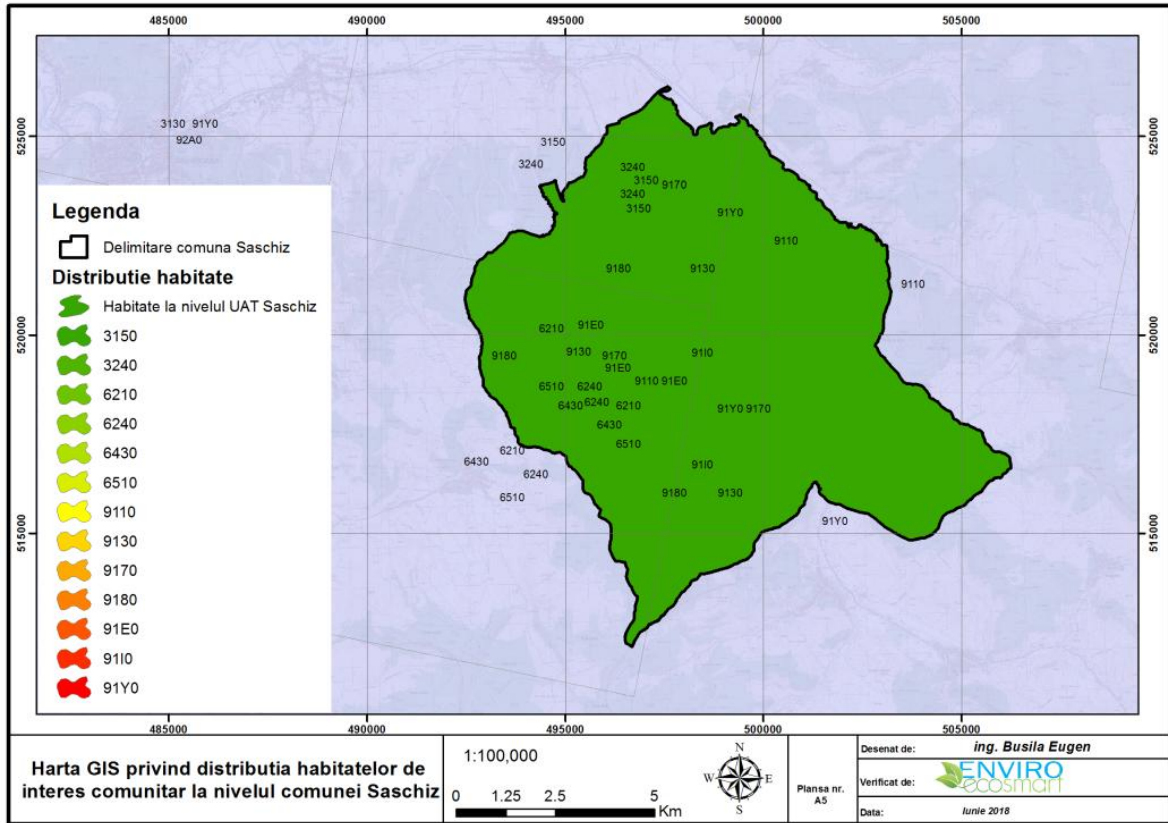 485000 490000 495000 500000 505000
525000 525000
520000 520000
515000 515000
3130 91Y0
92A0
3150
3240
3240
3150
9170
3240
3150
91Y0
9110
9180 9130
9110
6210 91E0
9180 9130 9170 91I0
91E0
6510 6240 9110 91E0
6430 6240 6210 91Y0 9170
6430
6510
6210
6430
91I0
6240
9180 9130
6510
91Y0
Legenda
Delimitare comuna Saschiz
Distributie habitate
Habitate la nivelul UAT Saschiz
3150
3240
6210
6240
6430
6510
9110
9130
9170
9180
91E0
91I0
91Y0
485000 490000 495000 500000 505000
Harta GIS privind distributia habitatelor de
interes comunitar la nivelul comunei Saschiz
1:100,000
0 1.25 2.5 5
Km
N
W E
S
Plansa nr.
A5
Desenat de: ing. Busila Eugen
Verificat de: ENVIRO
ecosmart
Data: Iunie 2018